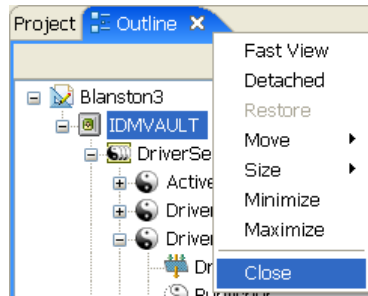 Project Outline
Fast View
Detached
Restore
Move
Size
Minimize
Maximize
Close
Blanston3
IDMVAULT
DriverSe
Active
Driver
Driver
Dr